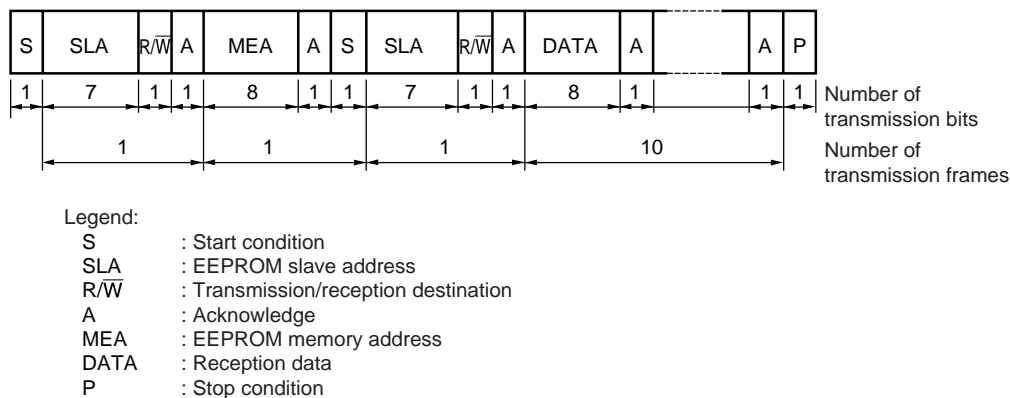 S SLA R/W̅ A MEA A S SLA R/W̅ A DATA A A P
1 7 1 1 8 1 1 7 1 1 8 1 1 1 Number of
transmission bits
1 1 1 10 Number of
transmission frames
Legend:
S : Start condition
SLA : EEPROM slave address
R/W̅ : Transmission/reception destination
A : Acknowledge
MEA : EEPROM memory address
DATA : Reception data
P : Stop condition